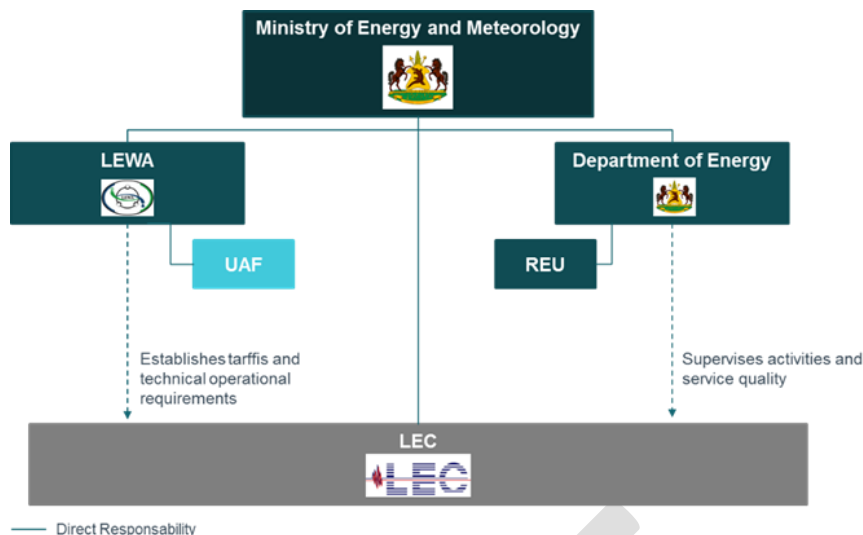 Ministry of Energy and Meteorology
LEWA
Department of Energy
UAF
REU
Establishes tarffis and
technical operational
requirements
Supervises activities and
service quality
LEC
LEC
Direct Responsability